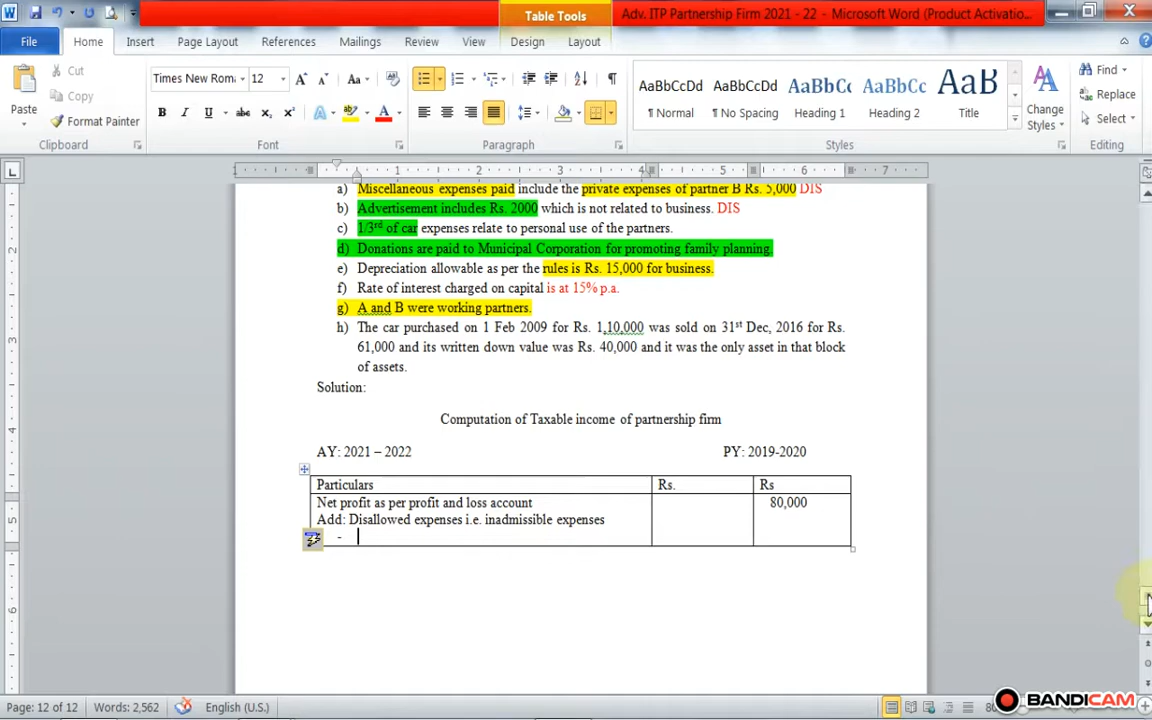 Table Tools
Adv. ITP Partnership Firm 2021 - 22 - Microsoft Word (Product Activatio...
File Home Insert Page Layout References Mailings Review View Design Layout
Paste
Cut
Copy
Format Painter
Clipboard
Times New Rom 12
Font
Paragraph
AaBbCcDd AaBbCcDd AaBbCc AaBbCc AaB
¶ Normal ¶ No Spacing Heading 1 Heading 2 Title
Styles
Change Styles
Find
Replace
Select
Editing
1 1 2 3 4 5 6 7
a) Miscellaneous expenses paid include the private expenses of partner B Rs. 5,000 DIS
b) Advertisement includes Rs. 2000 which is not related to business. DIS
c) 1/3rd of car expenses relate to personal use of the partners.
d) Donations are paid to Municipal Corporation for promoting family planning.
e) Depreciation allowable as per the rules is Rs. 15,000 for business.
f) Rate of interest charged on capital is at 15% p.a.
g) A and B were working partners.
h) The car purchased on 1 Feb 2009 for Rs. 1,10,000 was sold on 31st Dec, 2016 for Rs.
61,000 and its written down value was Rs. 40,000 and it was the only asset in that block
of assets.
Solution:
Computation of Taxable income of partnership firm
AY: 2021 – 2022 PY: 2019-2020
Particulars Rs. Rs
Net profit as per profit and loss account 80,000
Add: Disallowed expenses i.e. inadmissible expenses
-
Page: 12 of 12 Words: 2,562 English (U.S.)
BANDICAM